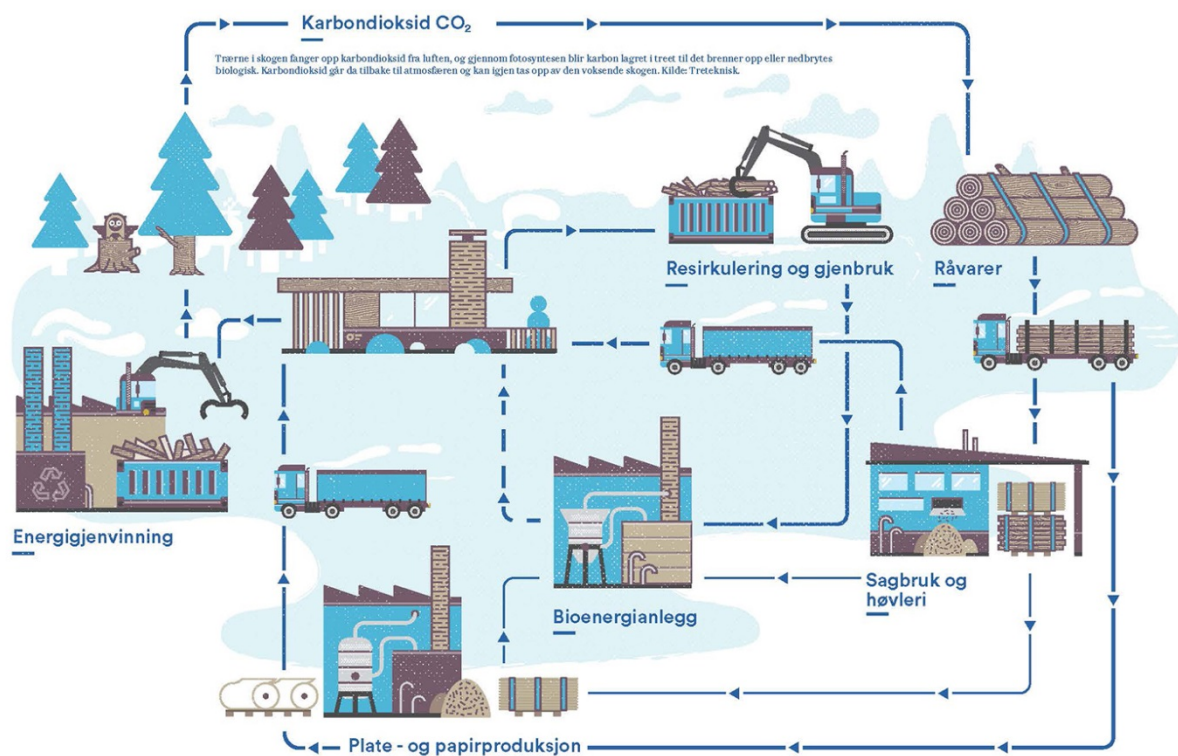 Karbondioksid CO₂
Trærne i skogen fanger opp karbondioksid fra luften, og gjennom fotosyntesen blir karbon lagret i treet til det brenner opp eller nedbrytes
biologisk. Karbondioksid går da tilbake til atmosfæren og kan igjen tas opp av den voksende skogen. Kilde: Treteknisk.
Resirkulering og gjenbruk
Råvarer
Energigjenvinning
Sagbruk og
høvleri
Bioenergianlegg
Plate - og papirproduksjon